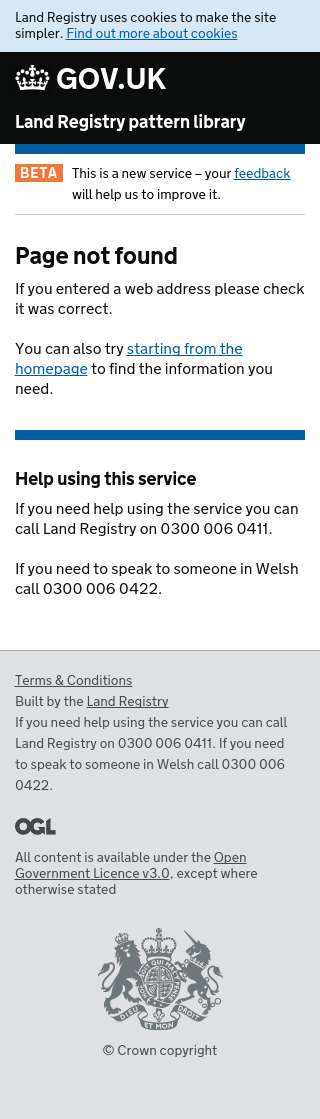 Land Registry uses cookies to make the site
simpler. Find out more about cookies
GOV.UK
Land Registry pattern library
BETA This is a new service – your feedback
will help us to improve it.
Page not found
If you entered a web address please check
it was correct.
You can also try starting from the
homepage to find the information you
need.
Help using this service
If you need help using the service you can
call Land Registry on 0300 006 0411.
If you need to speak to someone in Welsh
call 0300 006 0422.
Terms & Conditions
Built by the Land Registry
If you need help using the service you can call
Land Registry on 0300 006 0411. If you need
to speak to someone in Welsh call 0300 006
0422.
OGL
All content is available under the Open
Government Licence v3.0, except where
otherwise stated
DIEU ET MON DROIT
© Crown copyright